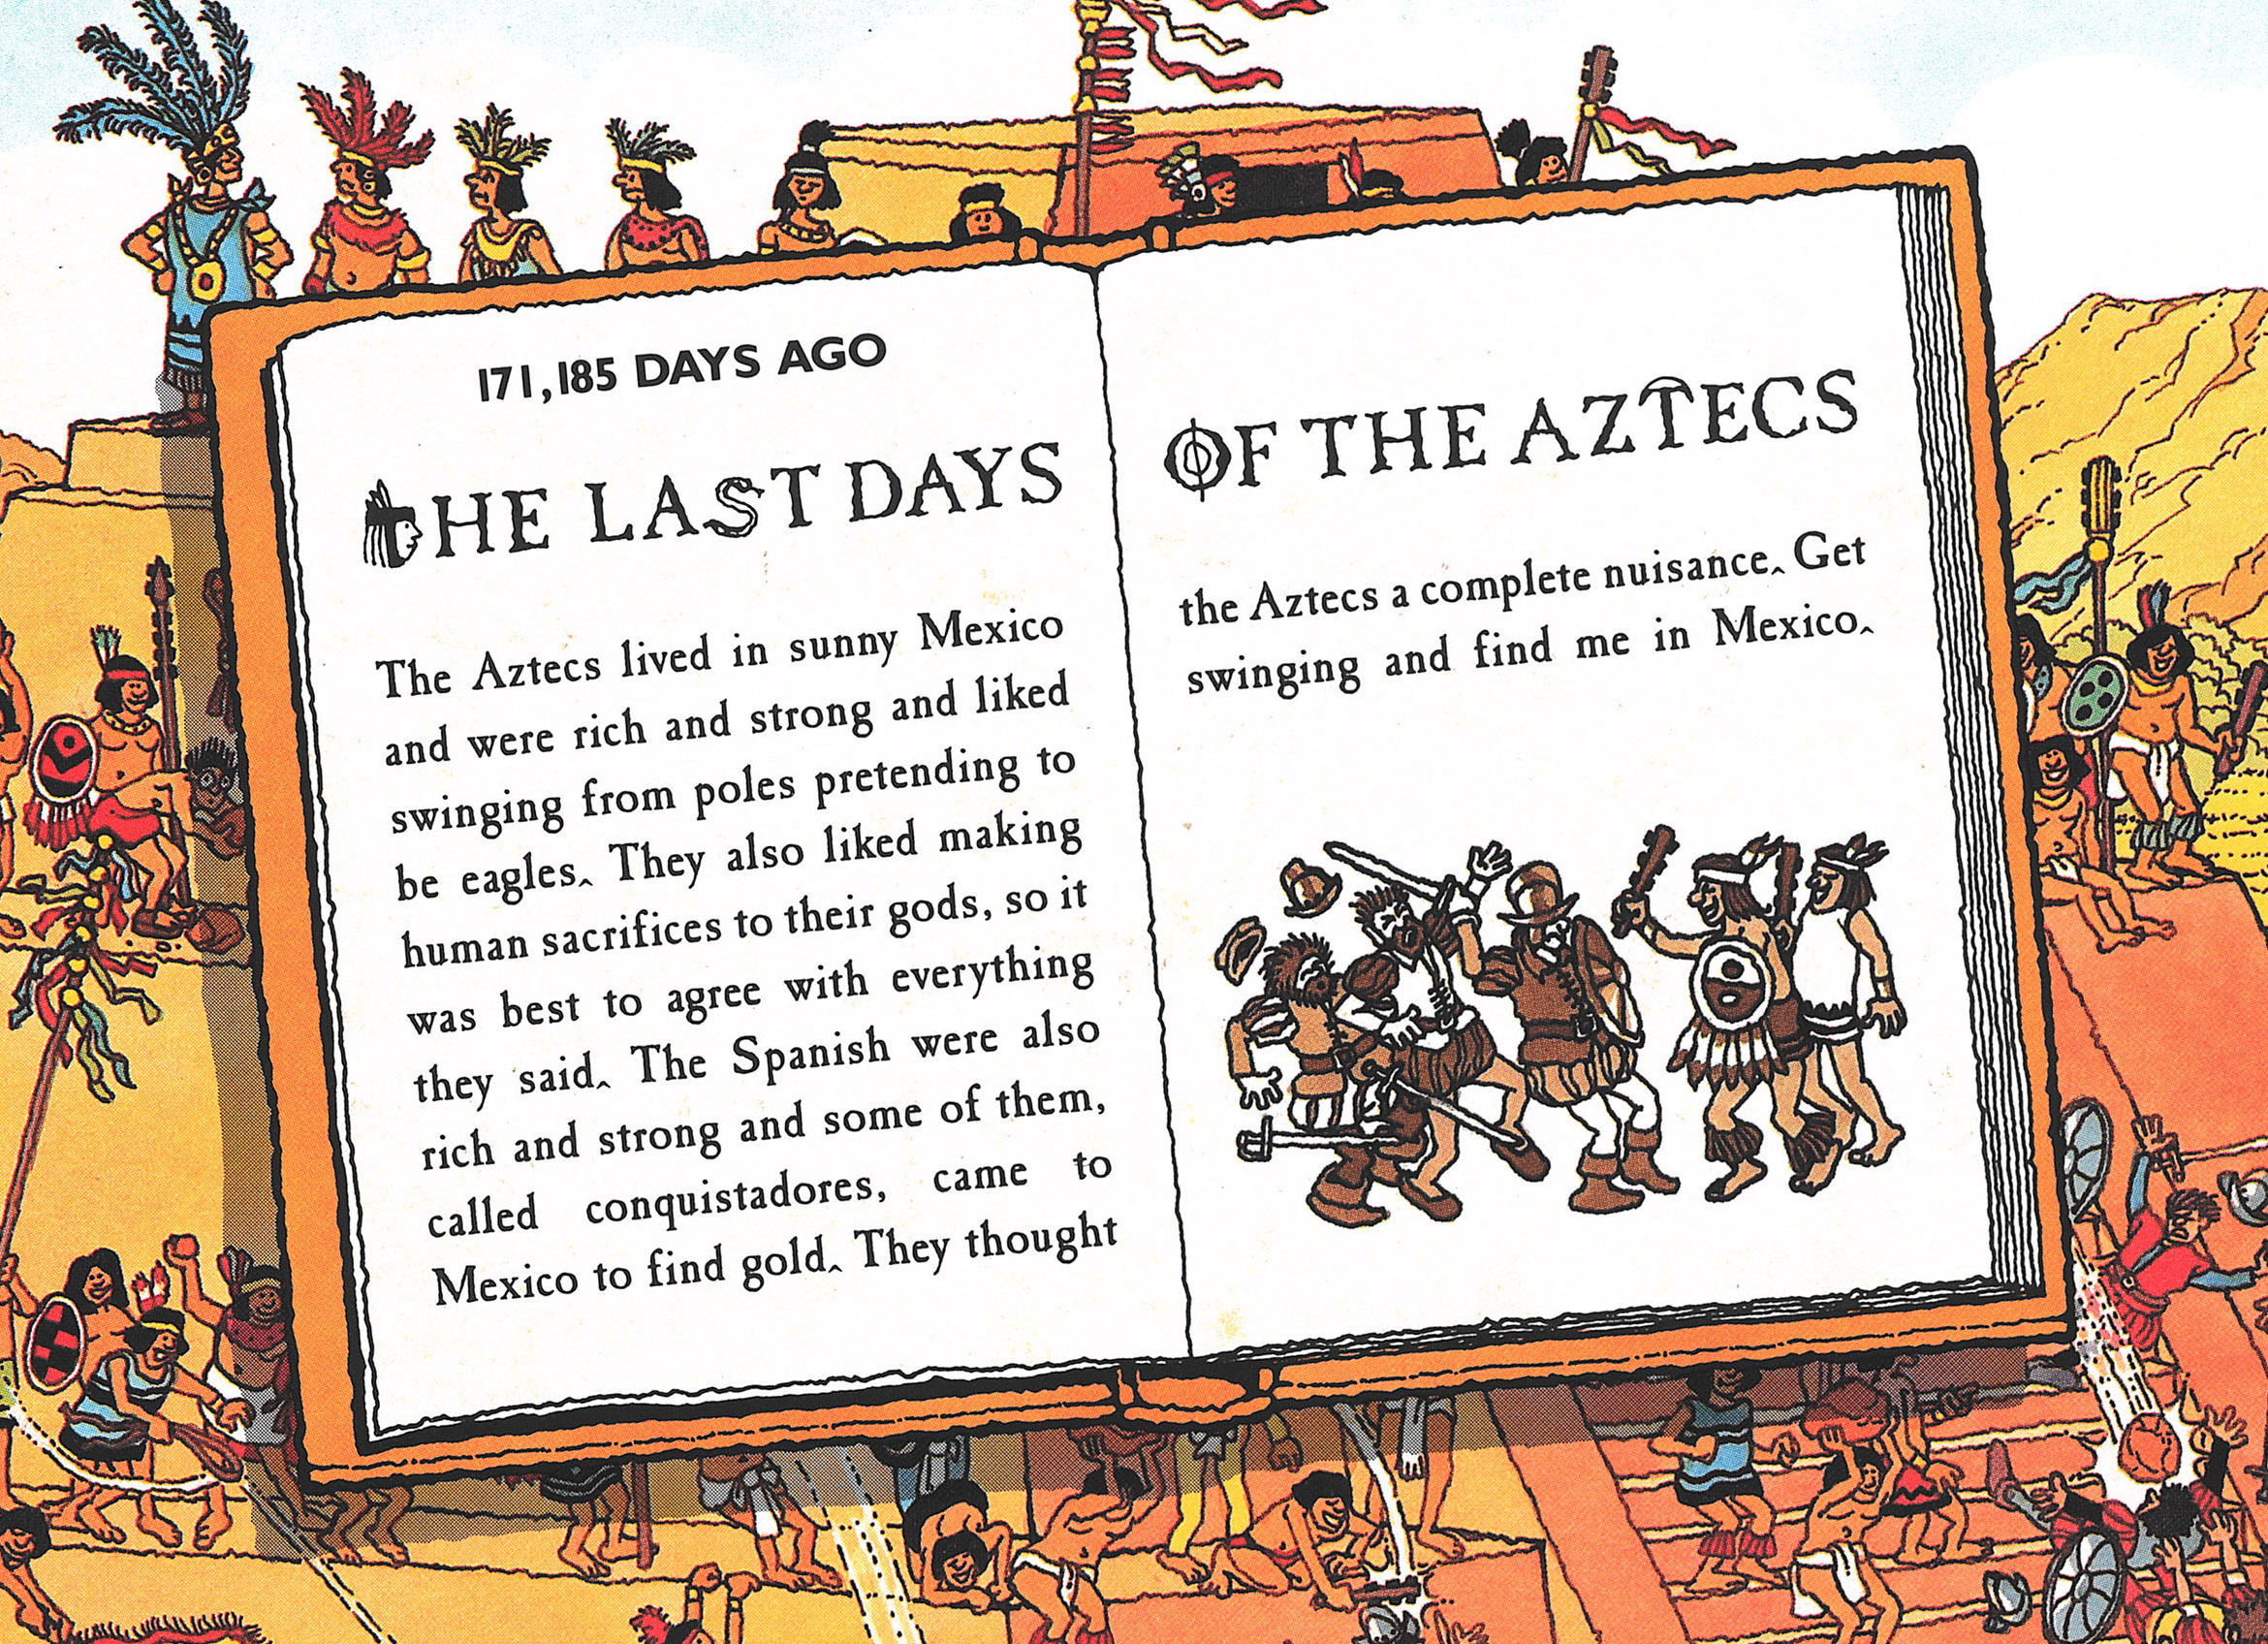 171,185 DAYS AGO
THE LAST DAYS
The Aztecs lived in sunny Mexico
and were rich and strong and liked
swinging from poles pretending to
be eagles. They also liked making
human sacrifices to their gods, so it
was best to agree with everything
they said. The Spanish were also
rich and strong and some of them,
called conquistadores, came to
Mexico to find gold. They thought
OF THE AZTECS
the Aztecs a complete nuisance. Get
swinging and find me in Mexico.